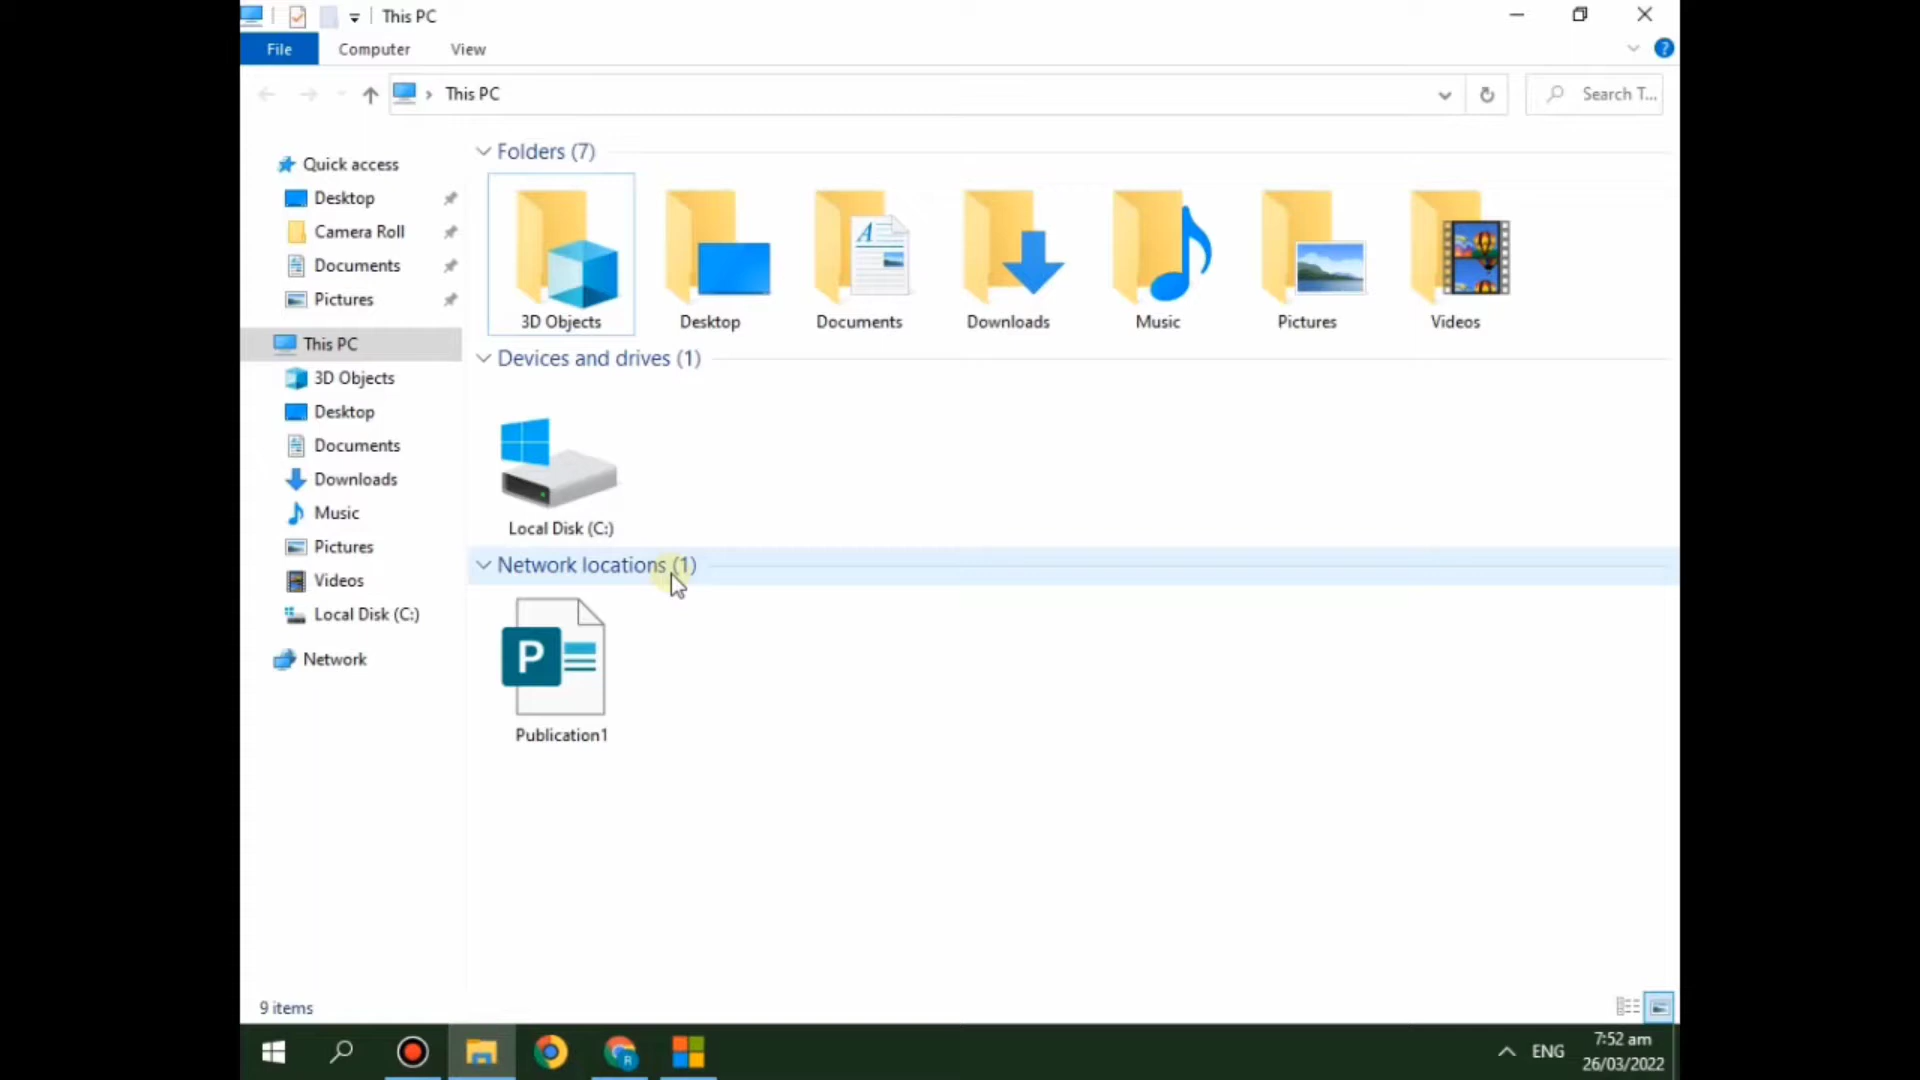 This PC
File
Computer
View
This PC
Search T...
Quick access
Desktop
Camera Roll
Documents
Pictures
This PC
3D Objects
Desktop
Documents
Downloads
Music
Pictures
Videos
Local Disk (C:)
Network
Folders (7)
3D Objects
Desktop
Documents
Downloads
Music
Pictures
Videos
Devices and drives (1)
Local Disk (C:)
Network locations (1)
P
Publication1
9 items
R
ENG
7:52 am
26/03/2022